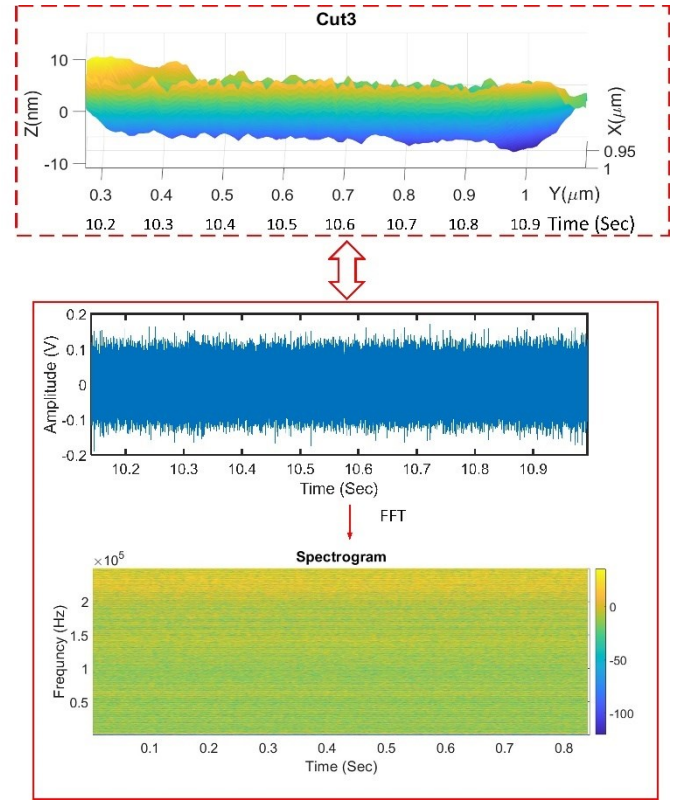 Cut3
10
0
-10
Z(nm)
X(μm)
0.95
1
0.3 0.4 0.5 0.6 0.7 0.8 0.9 1 Y(μm)
10.2 10.3 10.4 10.5 10.6 10.7 10.8 10.9 Time (Sec)
0.2
0.1
0
-0.1
-0.2
Amplitude (V)
10.2 10.3 10.4 10.5 10.6 10.7 10.8 10.9
Time (Sec)
FFT
Spectrogram
×10⁵
2
1.5
1
0.5
Frequncy (Hz)
0
-50
-100
0.1 0.2 0.3 0.4 0.5 0.6 0.7 0.8
Time (Sec)